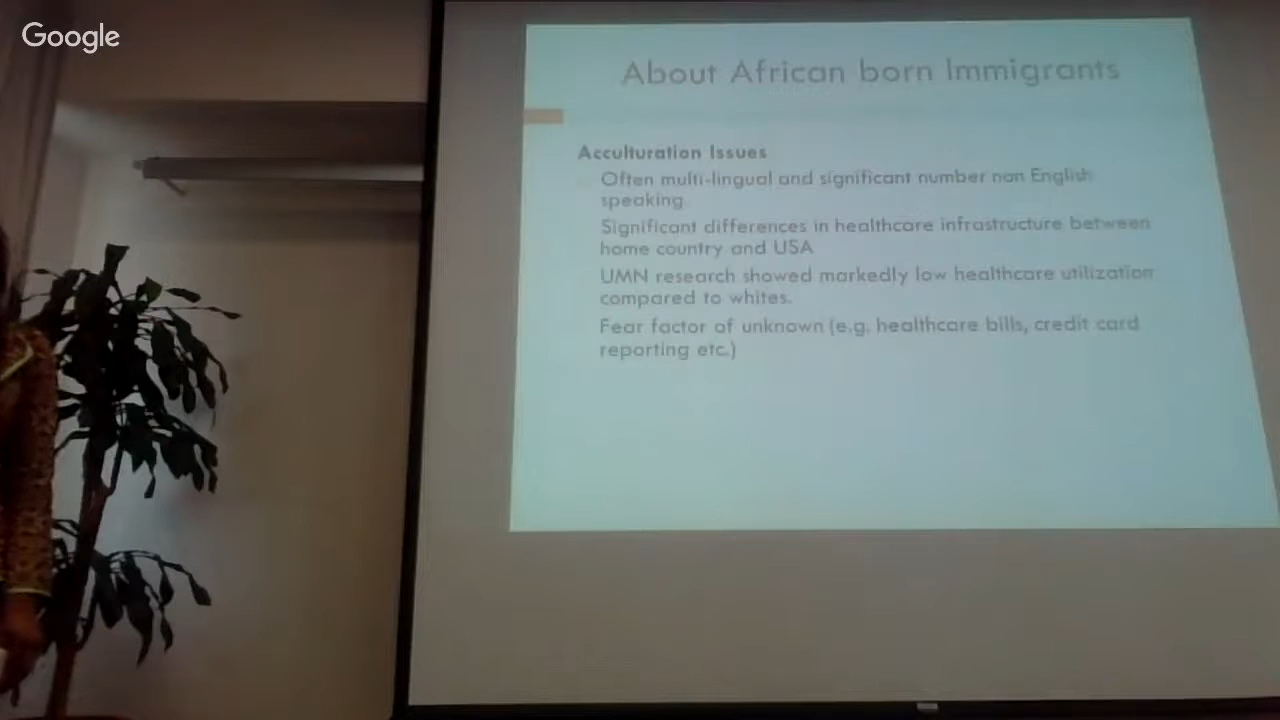 Google
About African born Immigrants
Acculturation Issues
Often multi-lingual and significant number non English
speaking
Significant differences in healthcare infrastructure between
home country and USA
UMN research showed markedly low healthcare utilization
compared to whites.
Fear factor of unknown (e.g. healthcare bills, credit card
reporting etc.)